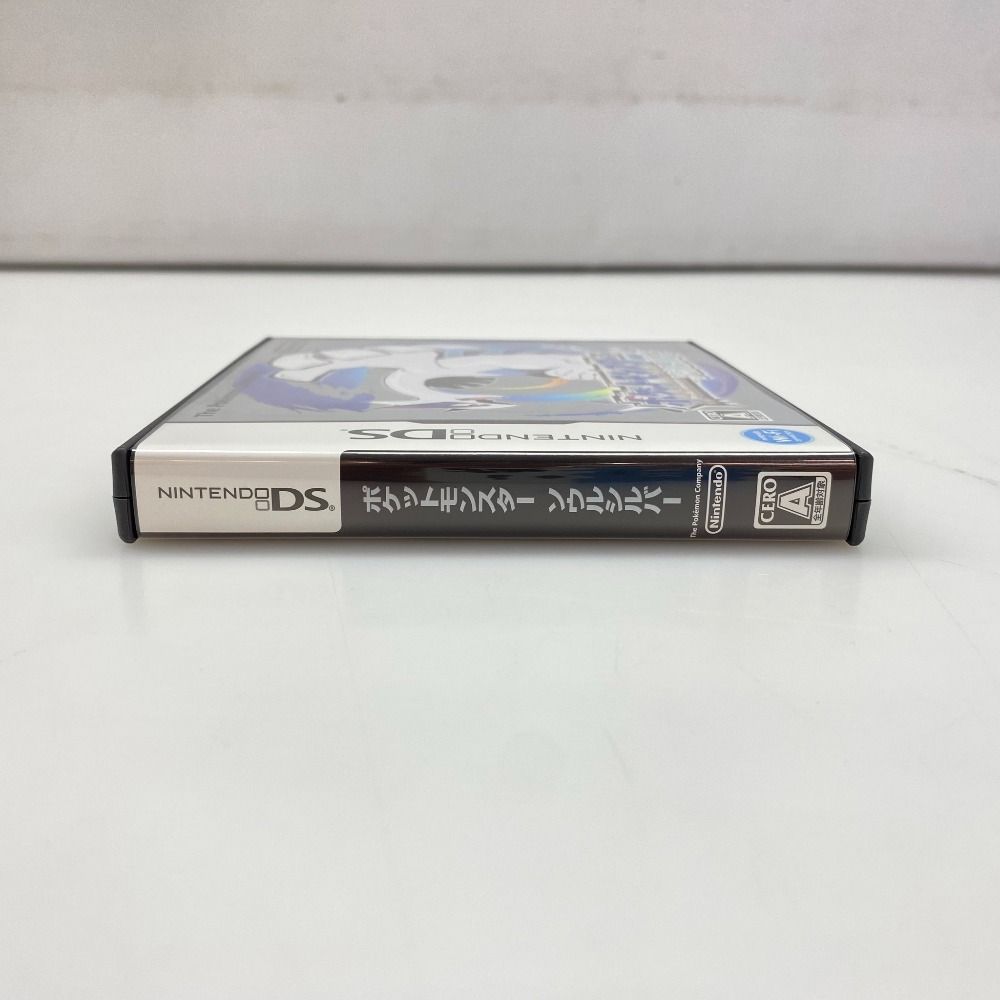 NINTENDO DS
NINTENDO DS®
ポケットモンスター ソウルシルバー
The Pokémon Company
Nintendo®
CERO
A
全年齢対象